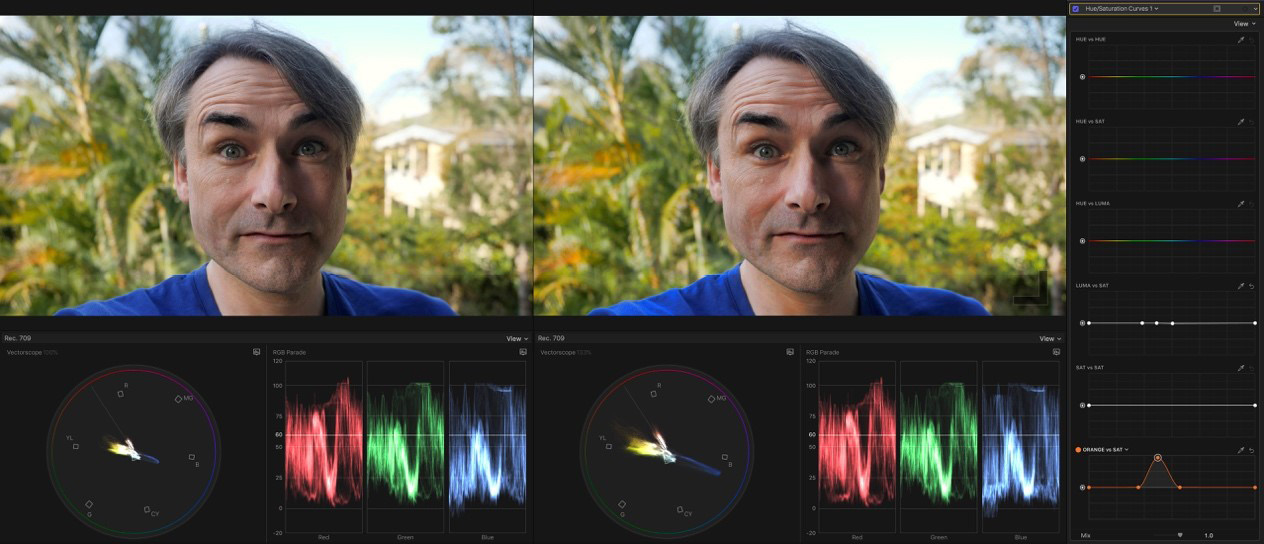 Hue/Saturation Curves 1
View
HUE vs HUE
HUE vs SAT
HUE vs LUMA
LUMA vs SAT
SAT vs SAT
ORANGE vs SAT
Mix 1.0
Rec. 709 View
Vectorscope 100%
R
MG
YL
B
G
CY
RGB Parade
120
100
75
60
50
25
0
-20
Red Green Blue
Rec. 709 View
Vectorscope 100%
R
MG
YL
B
G
CY
RGB Parade
120
100
75
60
50
25
0
-20
Red Green Blue